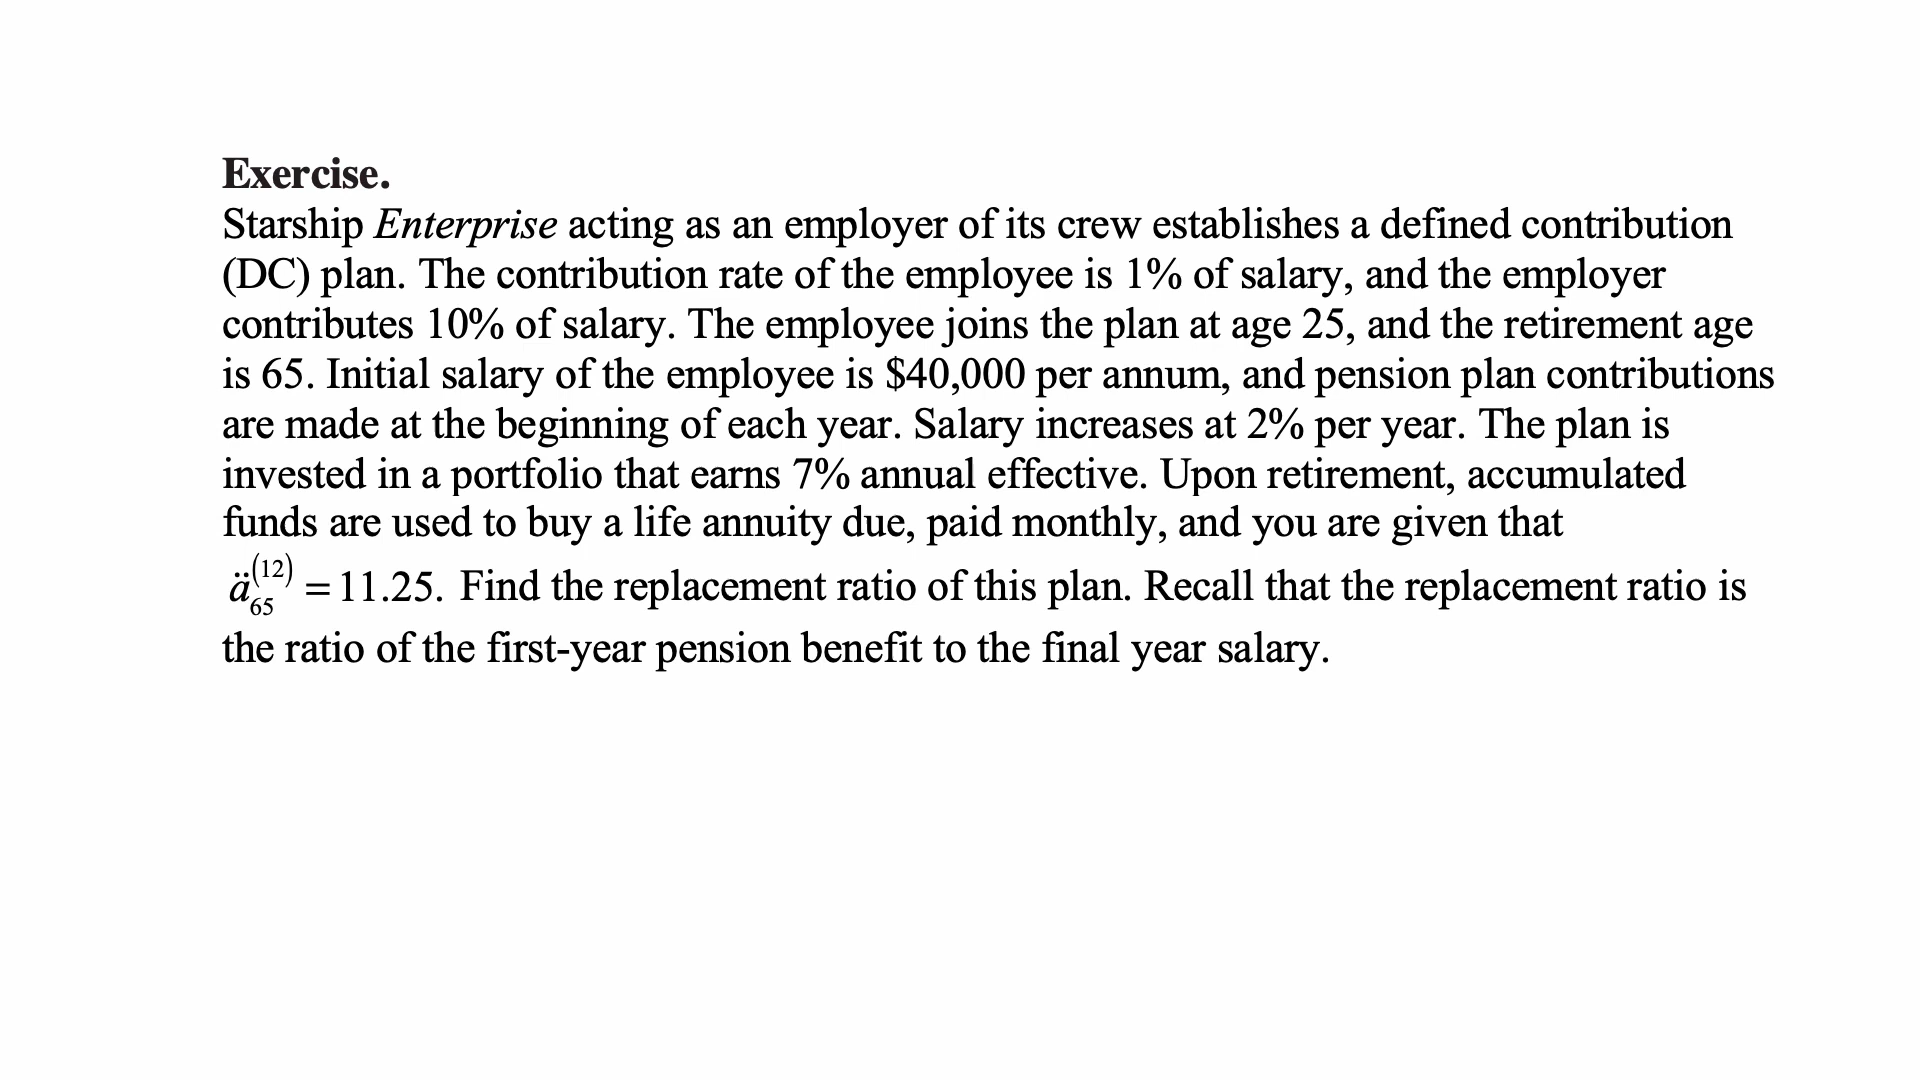 Exercise.
Starship Enterprise acting as an employer of its crew establishes a defined contribution
(DC) plan. The contribution rate of the employee is 1% of salary, and the employer
contributes 10% of salary. The employee joins the plan at age 25, and the retirement age
is 65. Initial salary of the employee is $40,000 per annum, and pension plan contributions
are made at the beginning of each year. Salary increases at 2% per year. The plan is
invested in a portfolio that earns 7% annual effective. Upon retirement, accumulated
funds are used to buy a life annuity due, paid monthly, and you are given that
ä₆₅⁽¹²⁾ = 11.25. Find the replacement ratio of this plan. Recall that the replacement ratio is
the ratio of the first-year pension benefit to the final year salary.